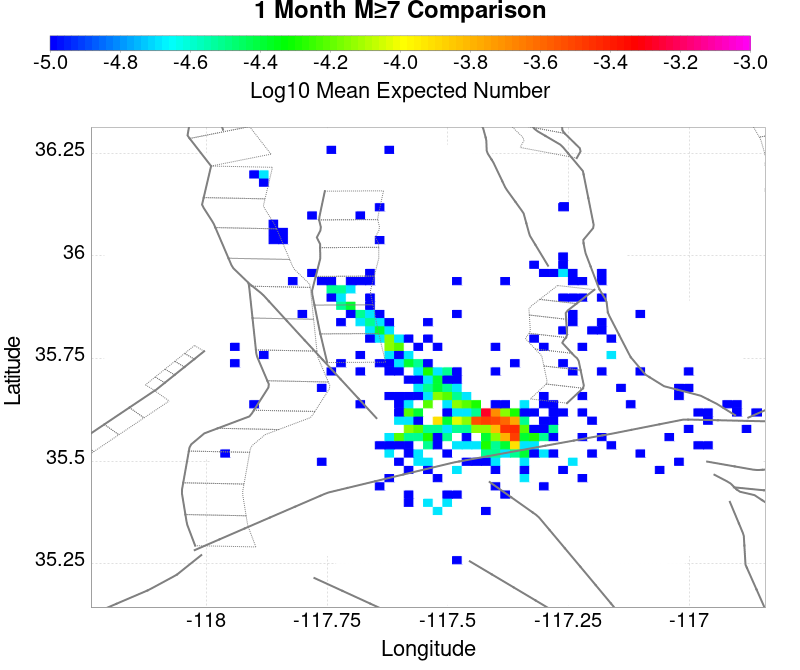 1 Month M≥7 Comparison
-5.0 -4.8 -4.6 -4.4 -4.2 -4.0 -3.8 -3.6 -3.4 -3.2 -3.0
Log10 Mean Expected Number
36.25
36
35.75
35.5
35.25
Latitude
-118 -117.75 -117.5 -117.25 -117
Longitude